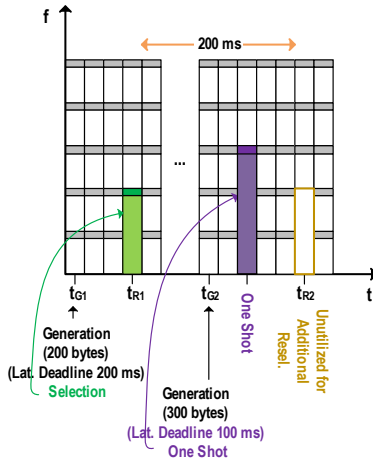 f
200 ms
...
t
tG1
tR1
tG2
tR2
One Shot
Unutilized for
Additional
Resel.
Generation
(200 bytes)
(Lat. Deadline 200 ms)
Selection
Generation
(300 bytes)
(Lat. Deadline 100 ms)
One Shot